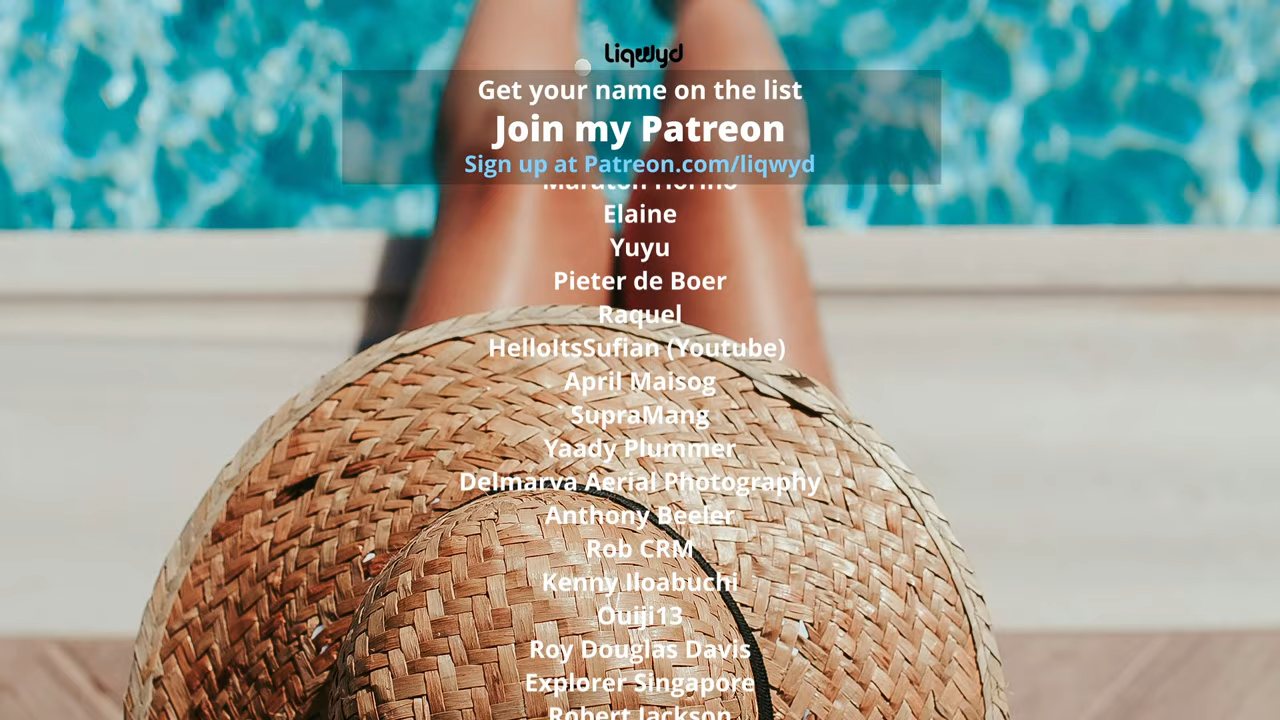 Liqwyd
Get your name on the list
Join my Patreon
Sign up at Patreon.com/liqwyd
Elaine
Yuyu
Pieter de Boer
Raquel
HelloItsSufian (Youtube)
April Maisog
SupraMang
Yaady Plummer
Delmarva Aerial Photography
Anthony Beeler
Rob CRM
Kenny Iloabuchi
Ouiji13
Roy Douglas Davis
Explorer Singapore
Robert Jackson